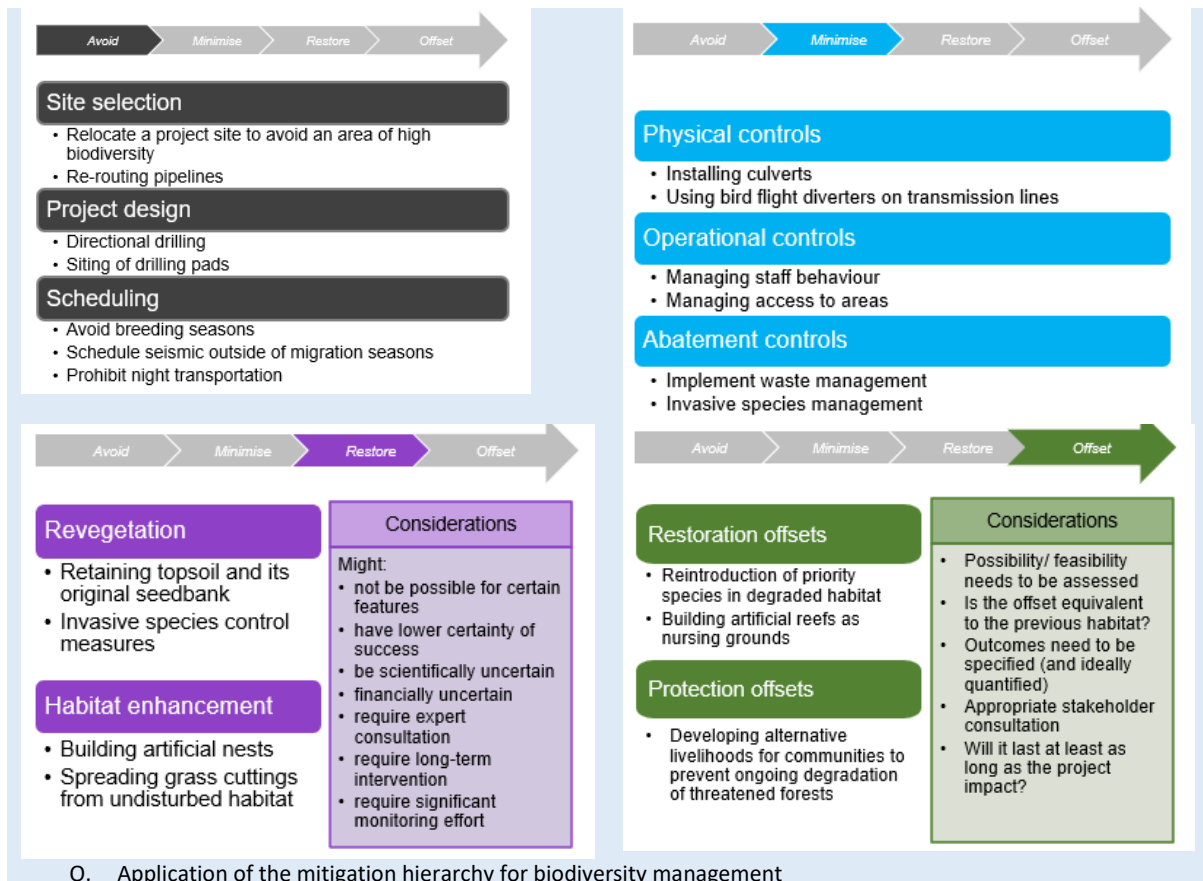 Avoid Minimise Restore Offset
Site selection
• Relocate a project site to avoid an area of high
biodiversity
• Re-routing pipelines
Project design
• Directional drilling
• Siting of drilling pads
Scheduling
• Avoid breeding seasons
• Schedule seismic outside of migration seasons
• Prohibit night transportation
Avoid Minimise Restore Offset
Physical controls
• Installing culverts
• Using bird flight diverters on transmission lines
Operational controls
• Managing staff behaviour
• Managing access to areas
Abatement controls
• Implement waste management
• Invasive species management
Avoid Minimise Restore Offset
Revegetation
• Retaining topsoil and its
original seedbank
• Invasive species control
measures
Habitat enhancement
• Building artificial nests
• Spreading grass cuttings
from undisturbed habitat
Considerations
Might:
• not be possible for certain
features
• have lower certainty of
success
• be scientifically uncertain
• financially uncertain
• require expert
consultation
• require long-term
intervention
• require significant
monitoring effort
Avoid Minimise Restore Offset
Restoration offsets
• Reintroduction of priority
species in degraded habitat
• Building artificial reefs as
nursing grounds
Protection offsets
• Developing alternative
livelihoods for communities to
prevent ongoing degradation
of threatened forests
Considerations
• Possibility/ feasibility
needs to be assessed
• Is the offset equivalent
to the previous habitat?
• Outcomes need to be
specified (and ideally
quantified)
• Appropriate stakeholder
consultation
• Will it last at least as
long as the project
impact?
O. Application of the mitigation hierarchy for biodiversity management